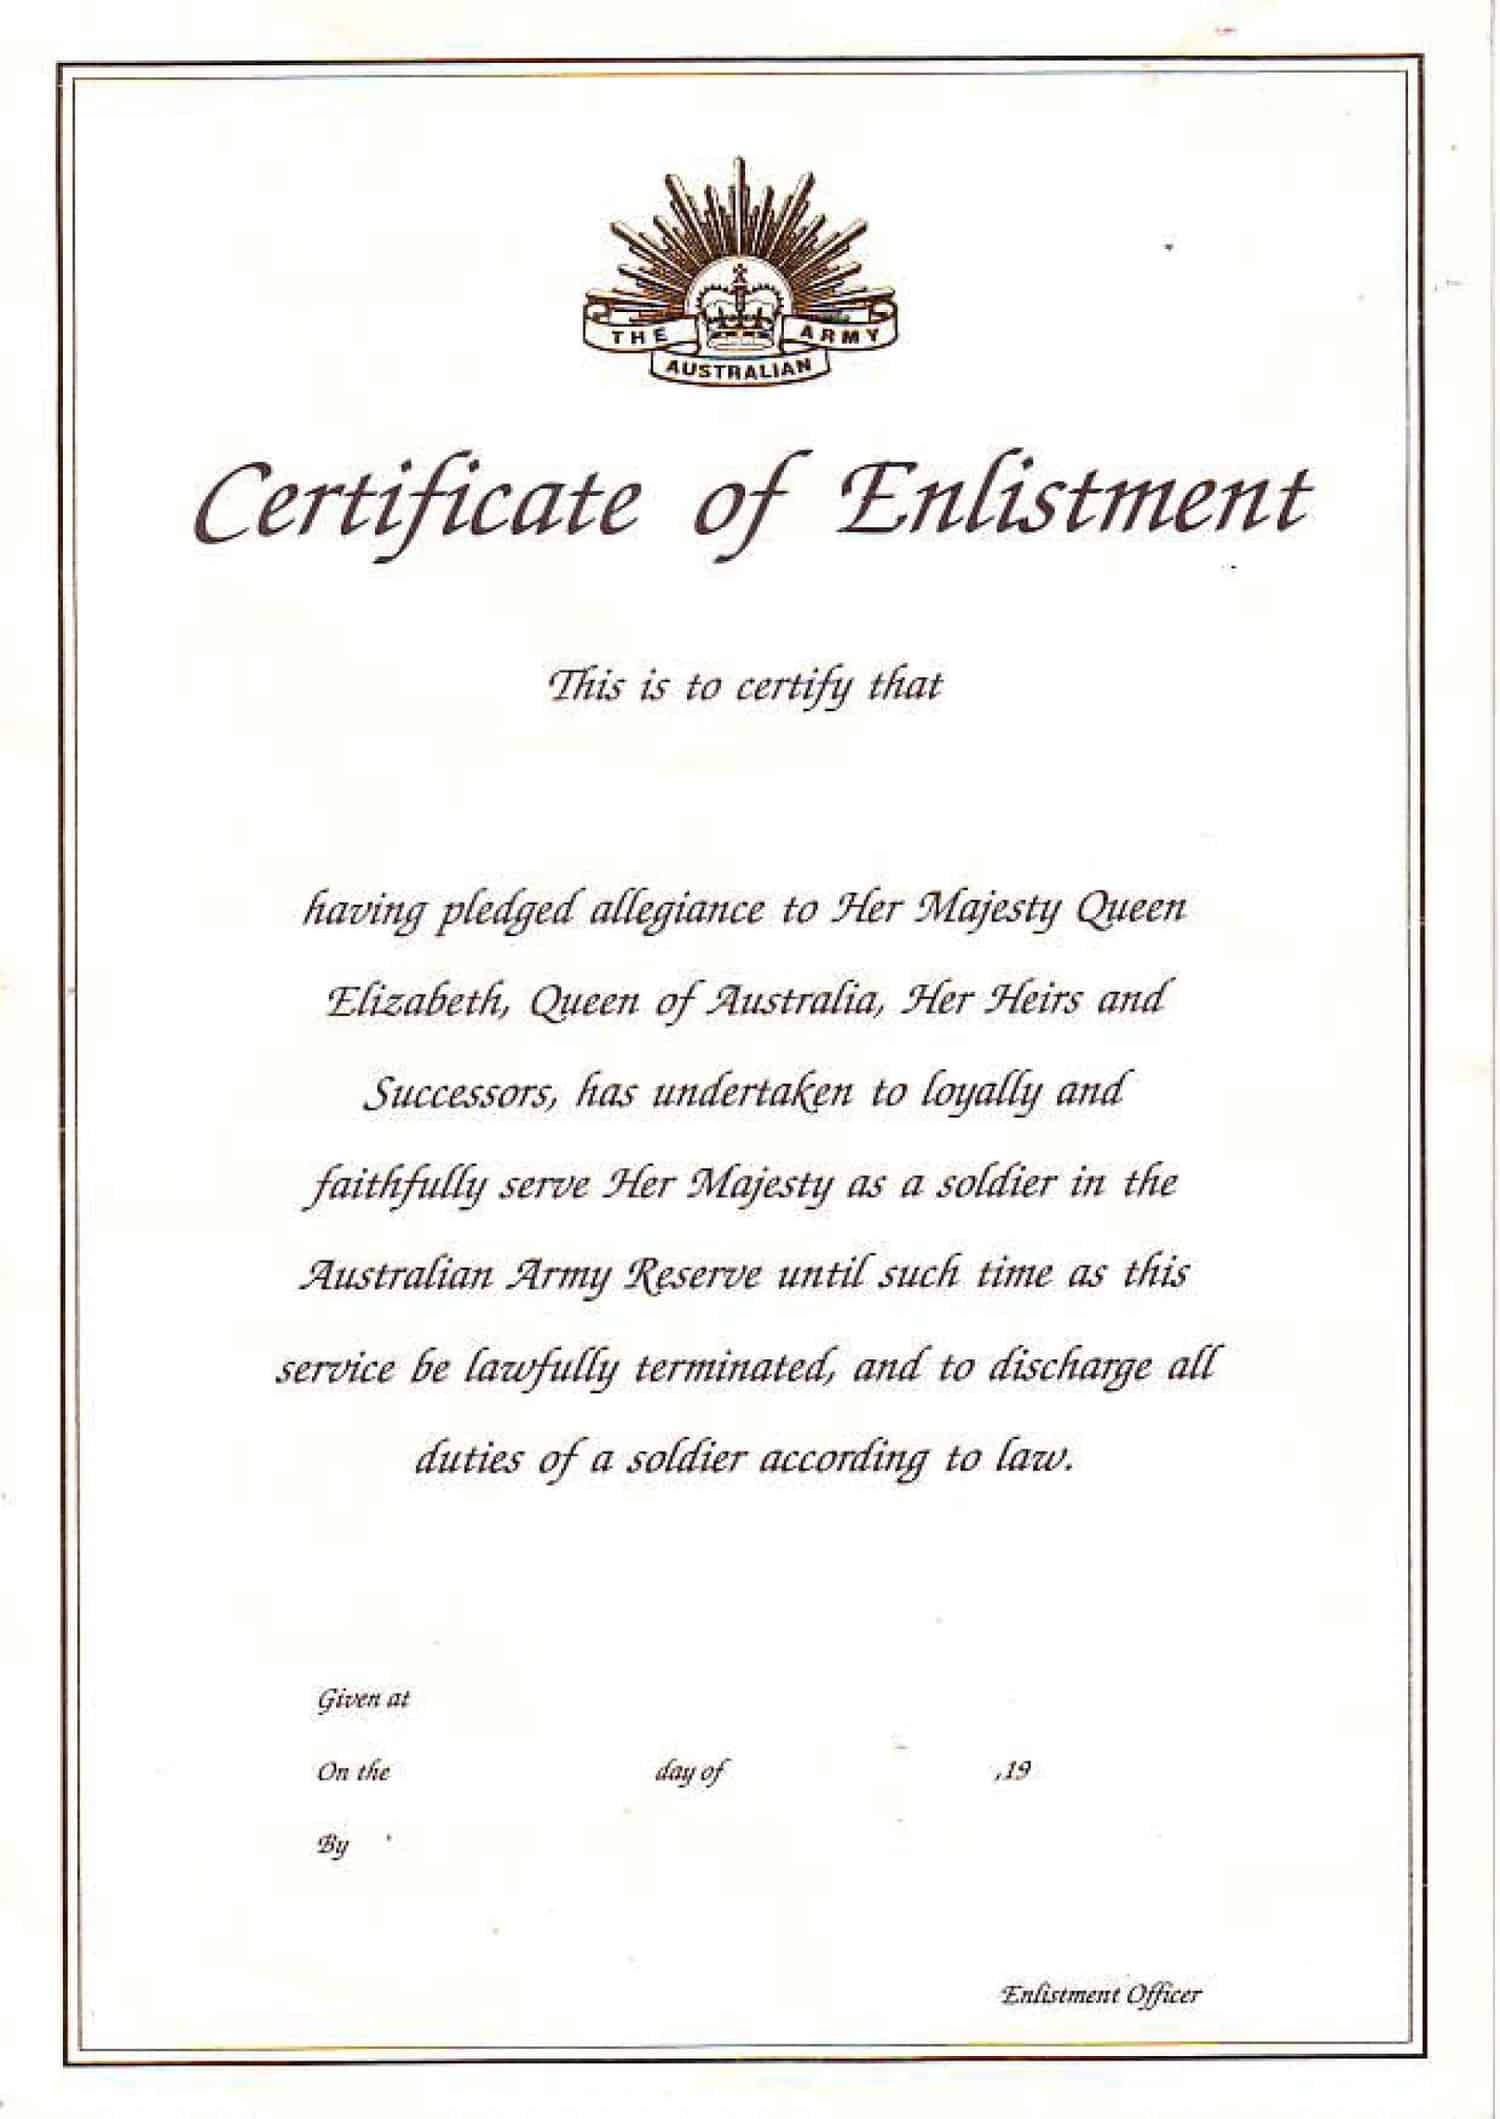 THE ARMY
AUSTRALIAN
Certificate of Enlistment
This is to certify that
having pledged allegiance to Her Majesty Queen
Elizabeth, Queen of Australia, Her Heirs and
Successors, has undertaken to loyally and
faithfully serve Her Majesty as a soldier in the
Australian Army Reserve until such time as this
service be lawfully terminated, and to discharge all
duties of a soldier according to law.
Given at
On the day of ,19
By
Enlistment Officer